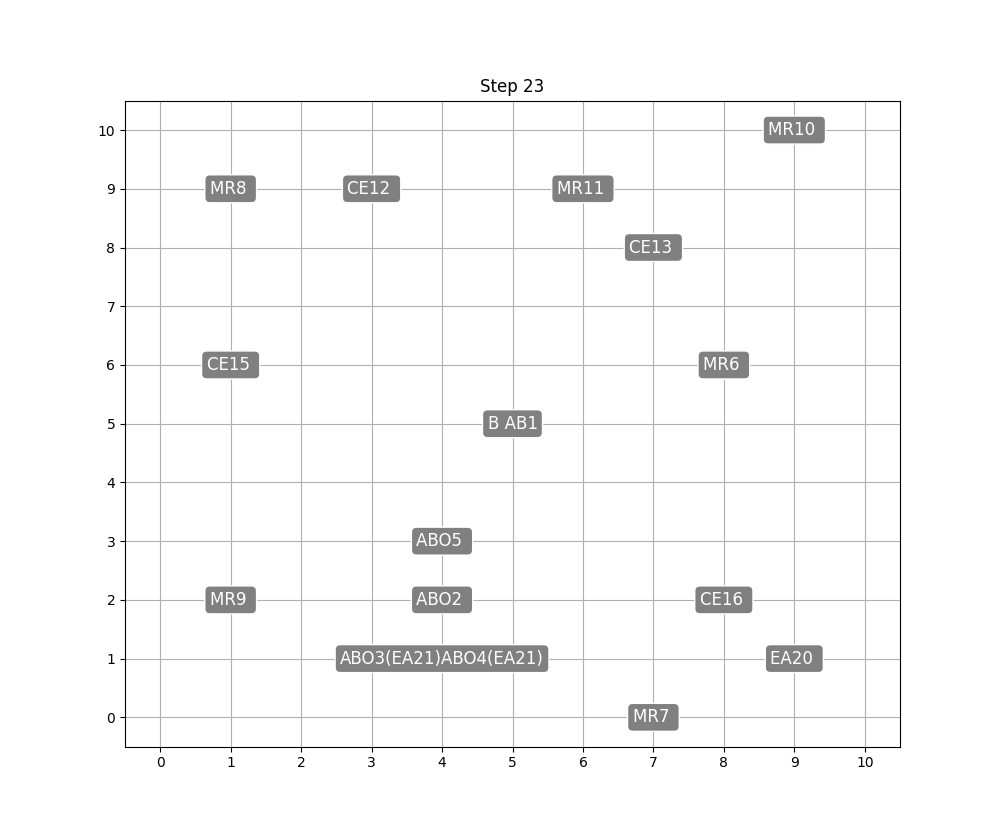 Step 23
10
MR10
9
MR8 CE12 MR11
8
CE13
7
6
CE15 MR6
5
B AB1
4
3
ABO5
2
MR9 ABO2 CE16
1
ABO3(EA21)ABO4(EA21) EA20
0
MR7
0 1 2 3 4 5 6 7 8 9 10